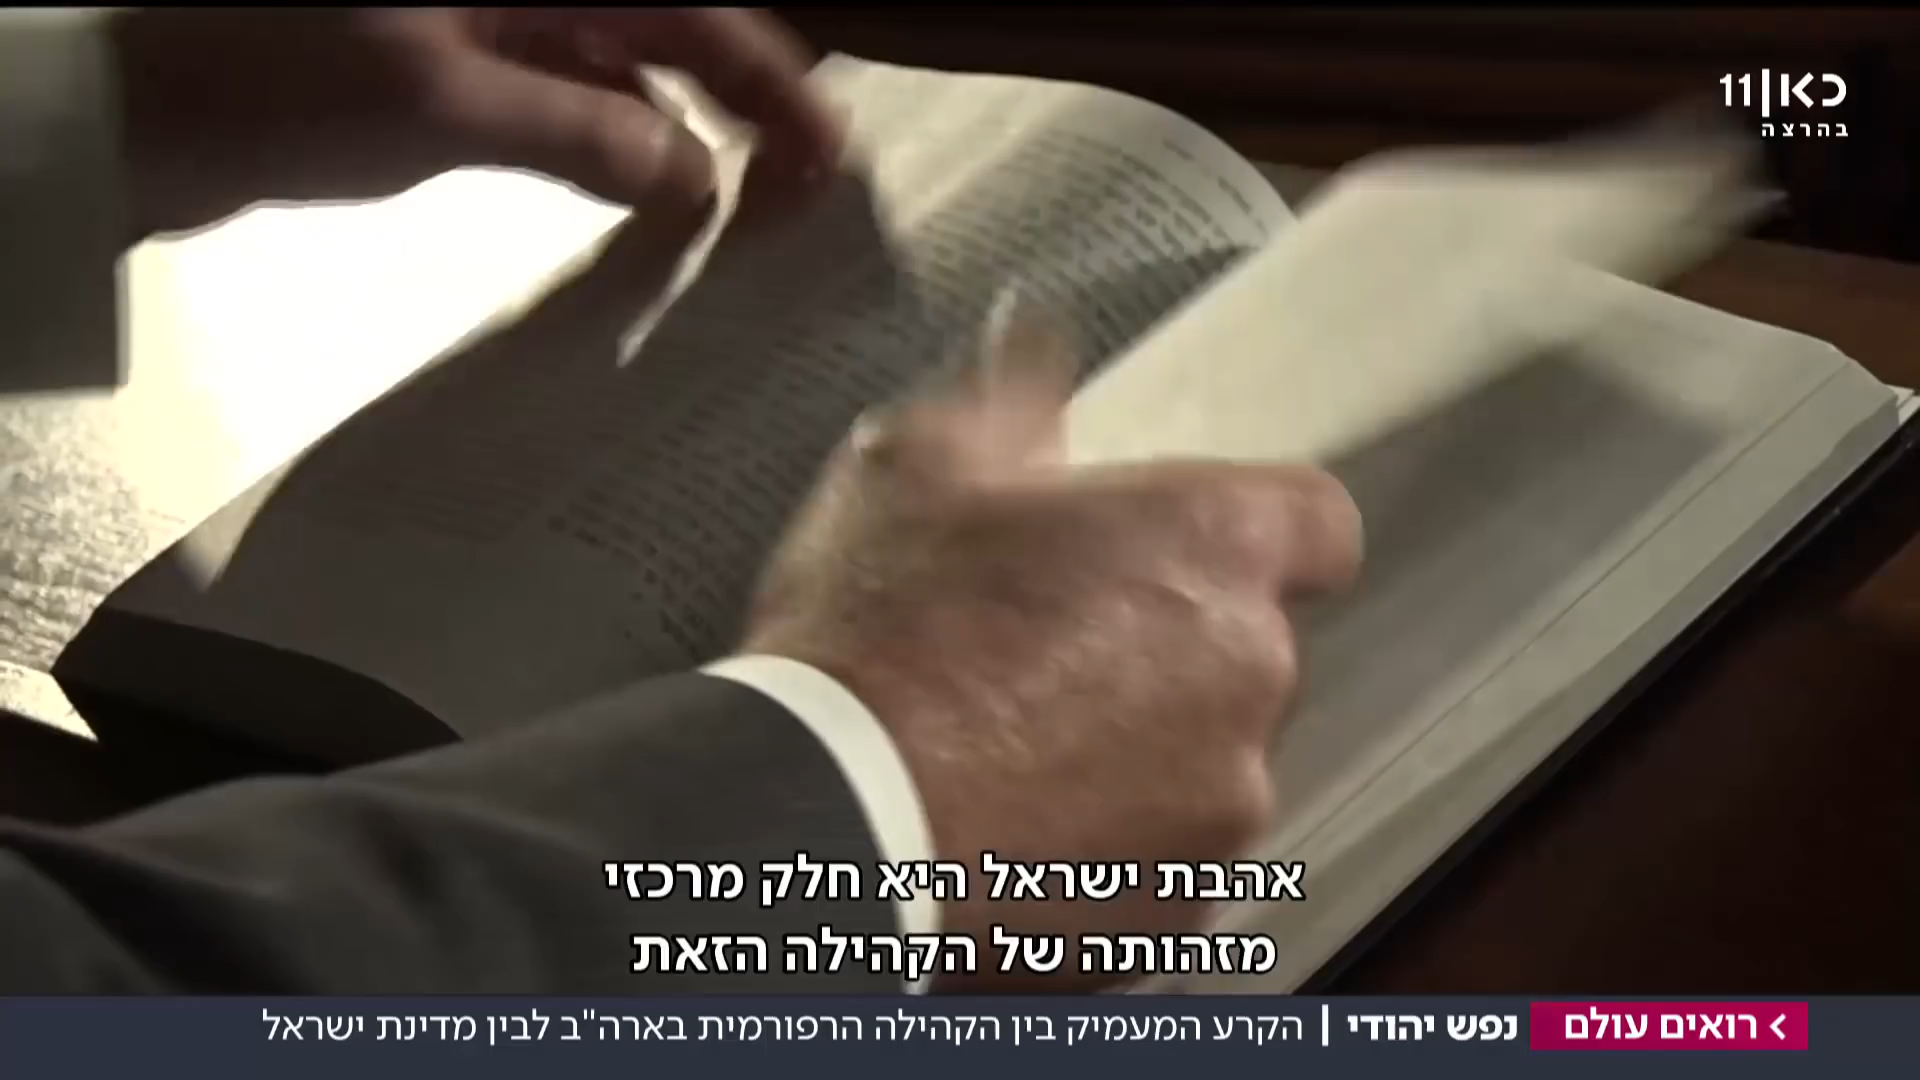 כאן 11
בהרצה
אהבת ישראל היא חלק מרכזי
מזהותה של הקהילה הזאת
רואים עולם
נפש יהודי | הקרע המעמיק בין הקהילה הרפורמית בארה"ב לבין מדינת ישראל